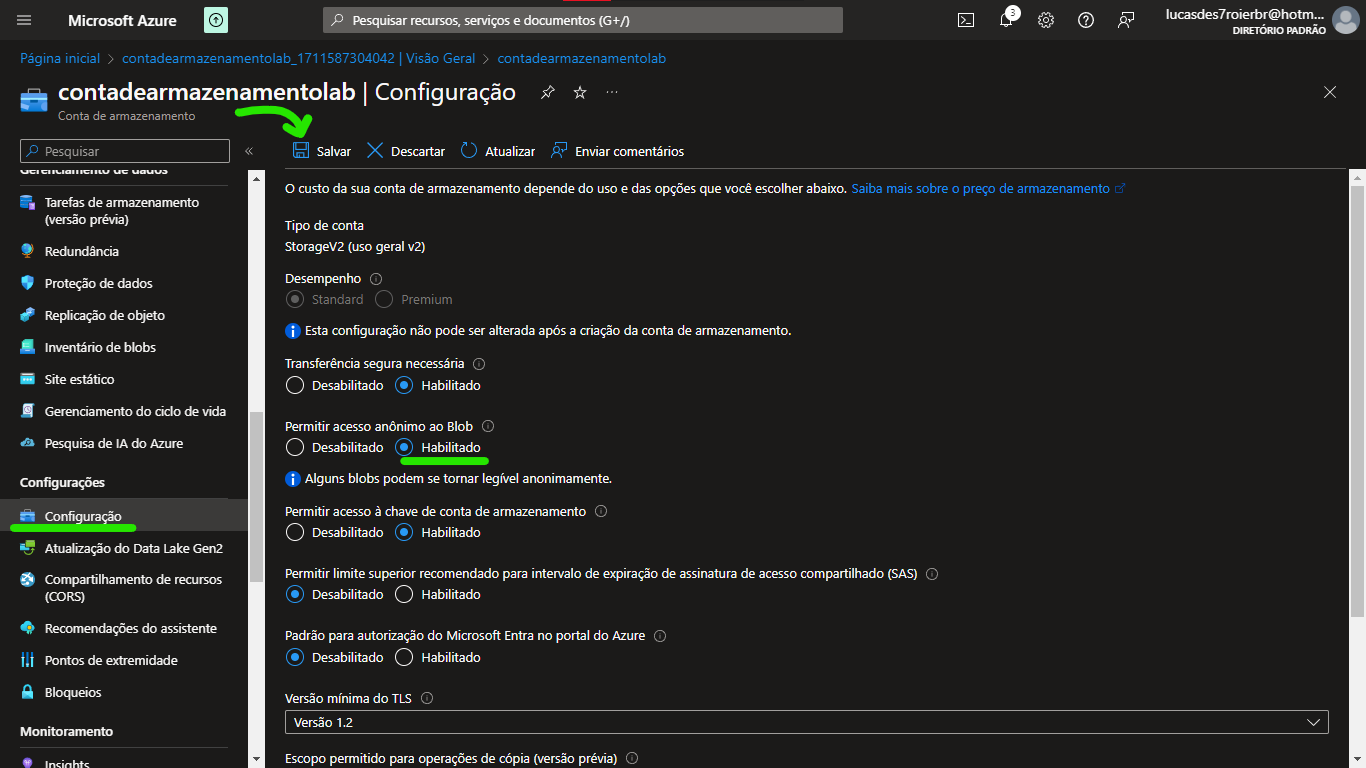 Microsoft Azure
Pesquisar recursos, serviços e documentos (G+/)
3
lucasdes7roierbr@hotm...
DIRETÓRIO PADRÃO
Página inicial > contadearmazenamentolab_1711587304042 | Visão Geral > contadearmazenamentolab
contadearmazenamentolab | Configuração
Conta de armazenamento
Pesquisar
«
Salvar
Descartar
Atualizar
Enviar comentários
Gerenciamento de dados
Tarefas de armazenamento
(versão prévia)
Redundância
Proteção de dados
Replicação de objeto
Inventário de blobs
Site estático
Gerenciamento do ciclo de vida
Pesquisa de IA do Azure
Configurações
Configuração
Atualização do Data Lake Gen2
Compartilhamento de recursos
(CORS)
Recomendações do assistente
Pontos de extremidade
Bloqueios
Monitoramento
Insights
O custo da sua conta de armazenamento depende do uso e das opções que você escolher abaixo. Saiba mais sobre o preço de armazenamento
Tipo de conta
StorageV2 (uso geral v2)
Desempenho
Standard Premium
Esta configuração não pode ser alterada após a criação da conta de armazenamento.
Transferência segura necessária
Desabilitado Habilitado
Permitir acesso anônimo ao Blob
Desabilitado Habilitado
Alguns blobs podem se tornar legível anonimamente.
Permitir acesso à chave de conta de armazenamento
Desabilitado Habilitado
Permitir limite superior recomendado para intervalo de expiração de assinatura de acesso compartilhado (SAS)
Desabilitado Habilitado
Padrão para autorização do Microsoft Entra no portal do Azure
Desabilitado Habilitado
Versão mínima do TLS
Versão 1.2
Escopo permitido para operações de cópia (versão prévia)